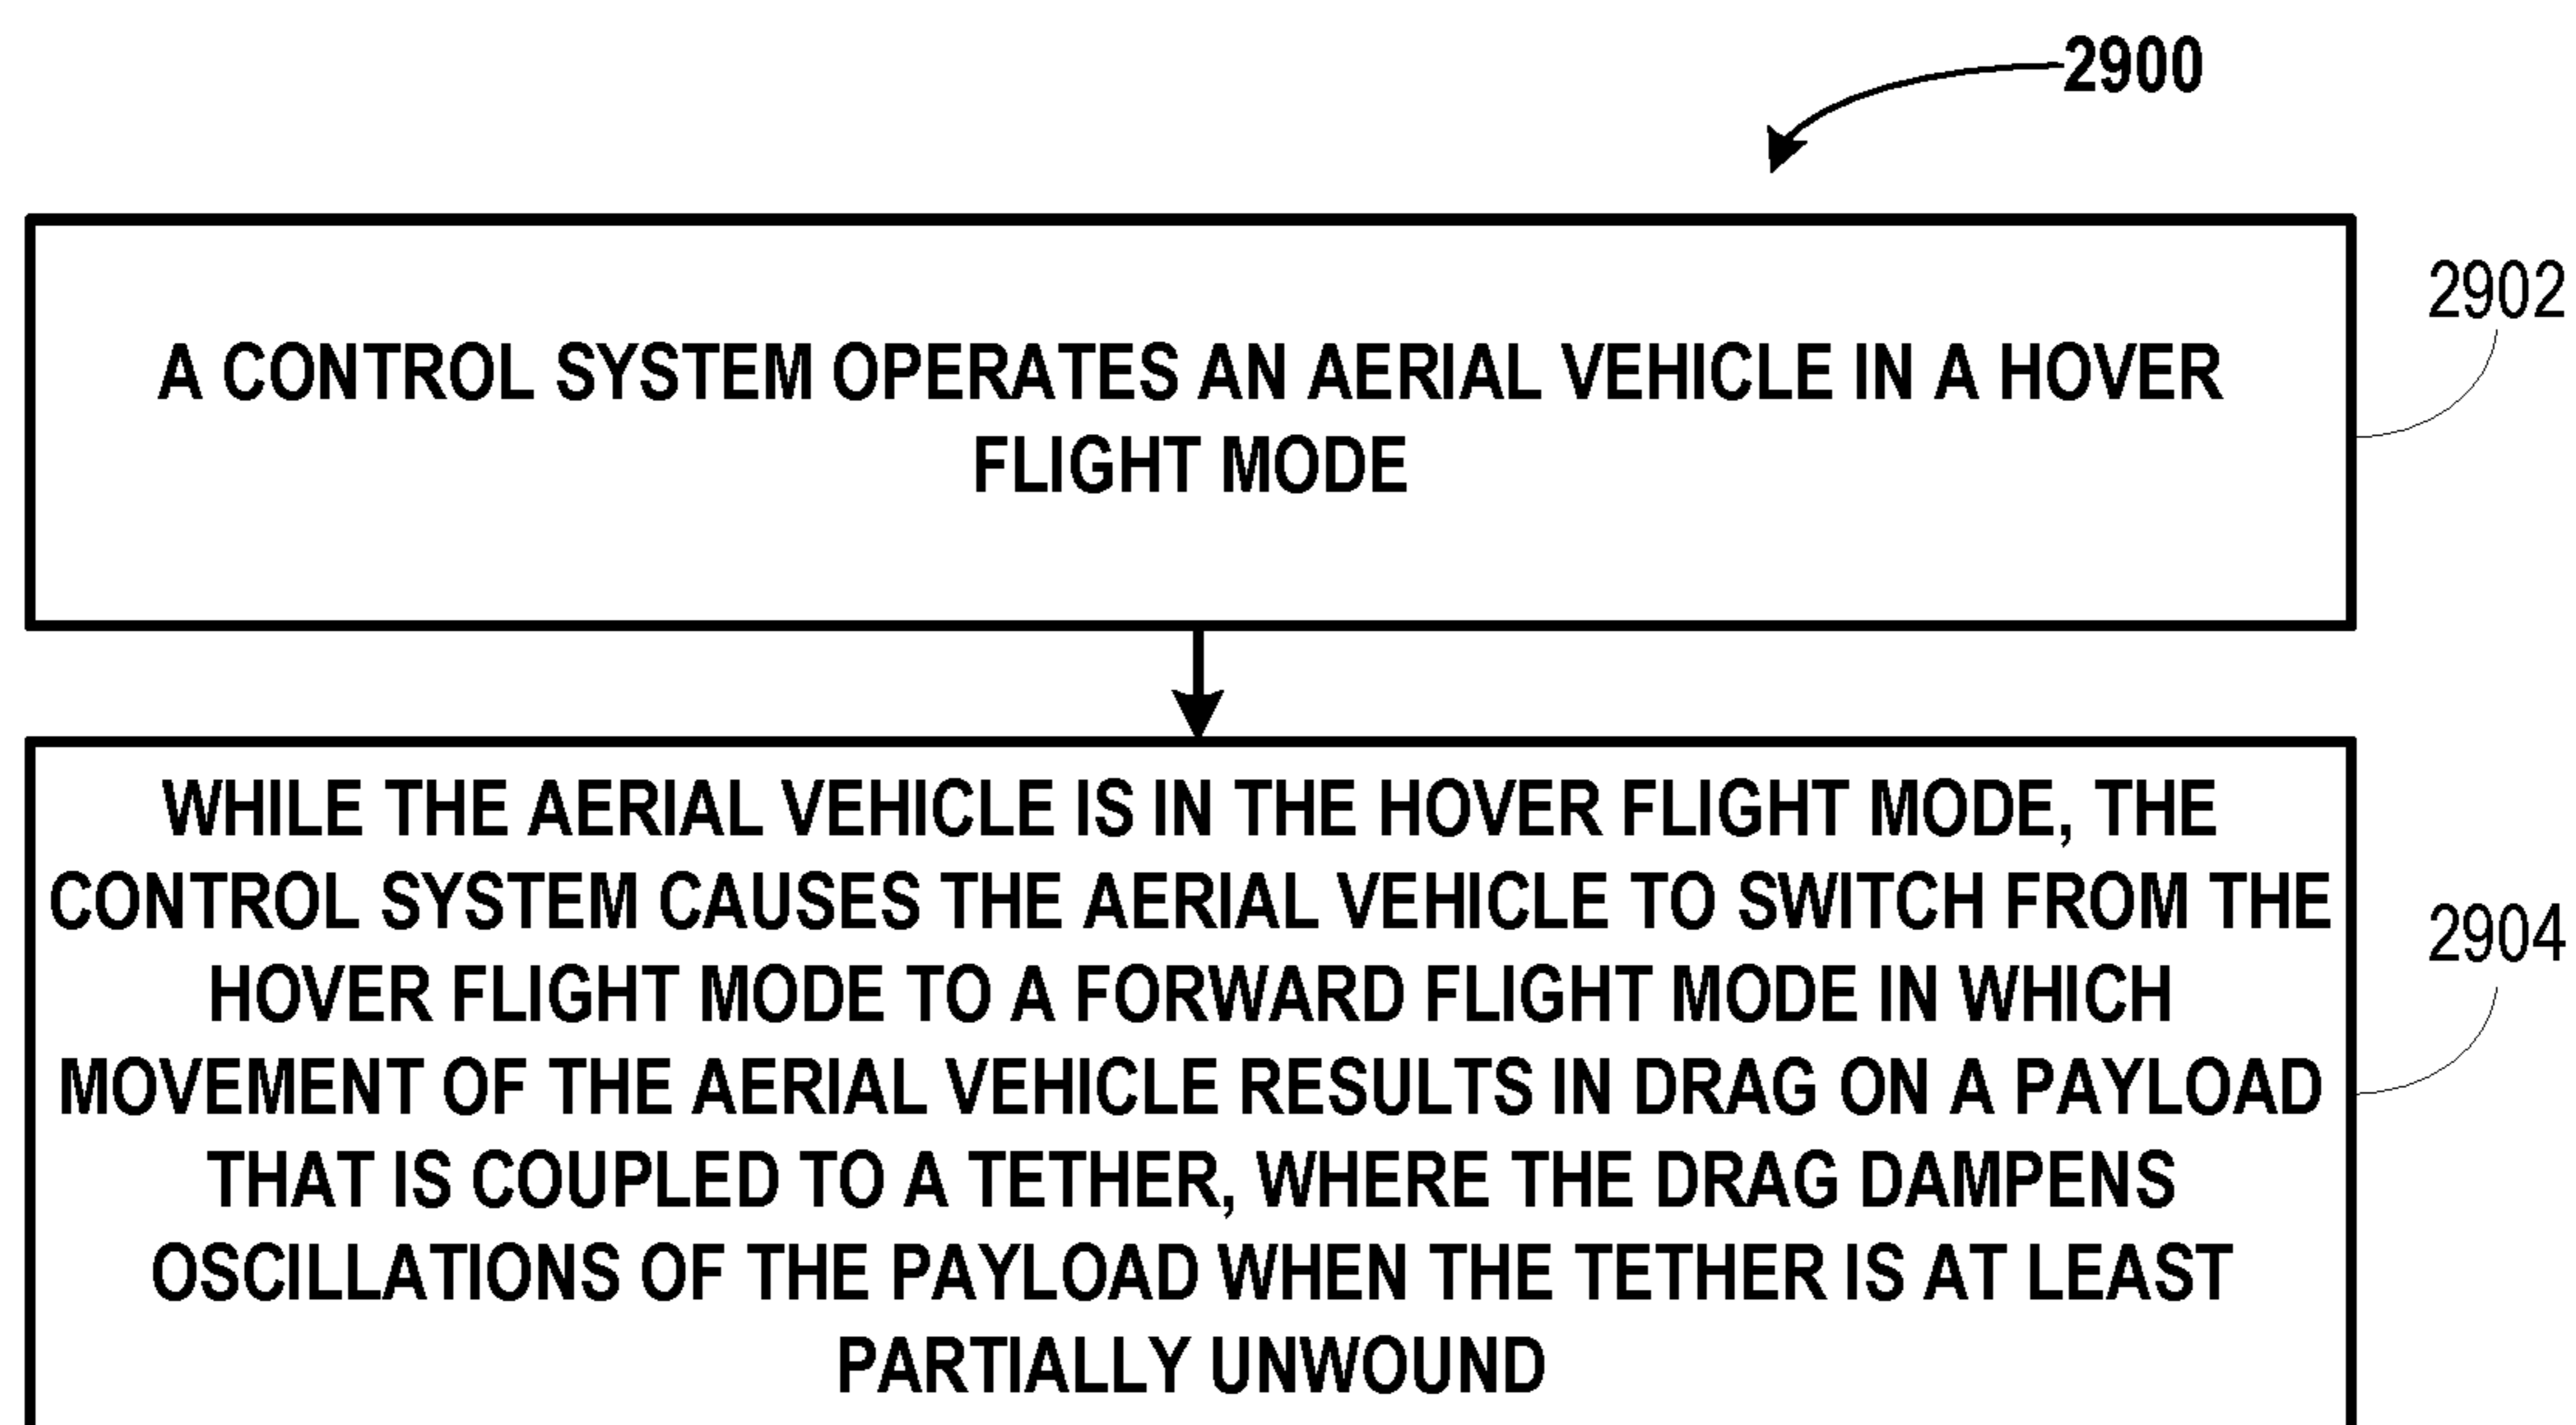 2900
2902
A CONTROL SYSTEM OPERATES AN AERIAL VEHICLE IN A HOVER
FLIGHT MODE
WHILE THE AERIAL VEHICLE IS IN THE HOVER FLIGHT MODE, THE
CONTROL SYSTEM CAUSES THE AERIAL VEHICLE TO SWITCH FROM THE
2904
HOVER FLIGHT MODE TO A FORWARD FLIGHT MODE IN WHICH
MOVEMENT OF THE AERIAL VEHICLE RESULTS IN DRAG ON A PAYLOAD
THAT IS COUPLED TO A TETHER, WHERE THE DRAG DAMPENS
OSCILLATIONS OF THE PAYLOAD WHEN THE TETHER IS AT LEAST
PARTIALLY UNWOUND